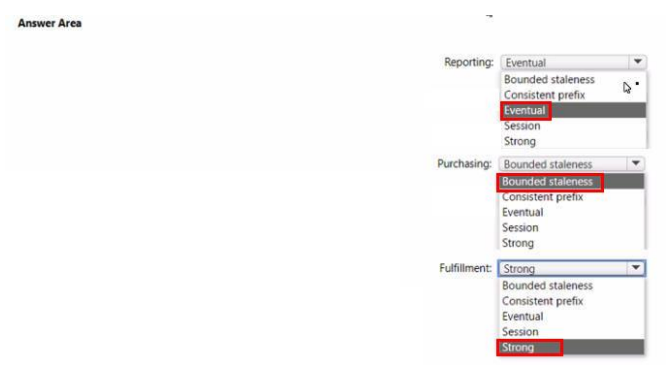 Answer Area
Reporting: Eventual
Bounded staleness
Consistent prefix
Eventual
Session
Strong
Purchasing: Bounded staleness
Bounded staleness
Consistent prefix
Eventual
Session
Strong
Fulfillment: Strong
Bounded staleness
Consistent prefix
Eventual
Session
Strong